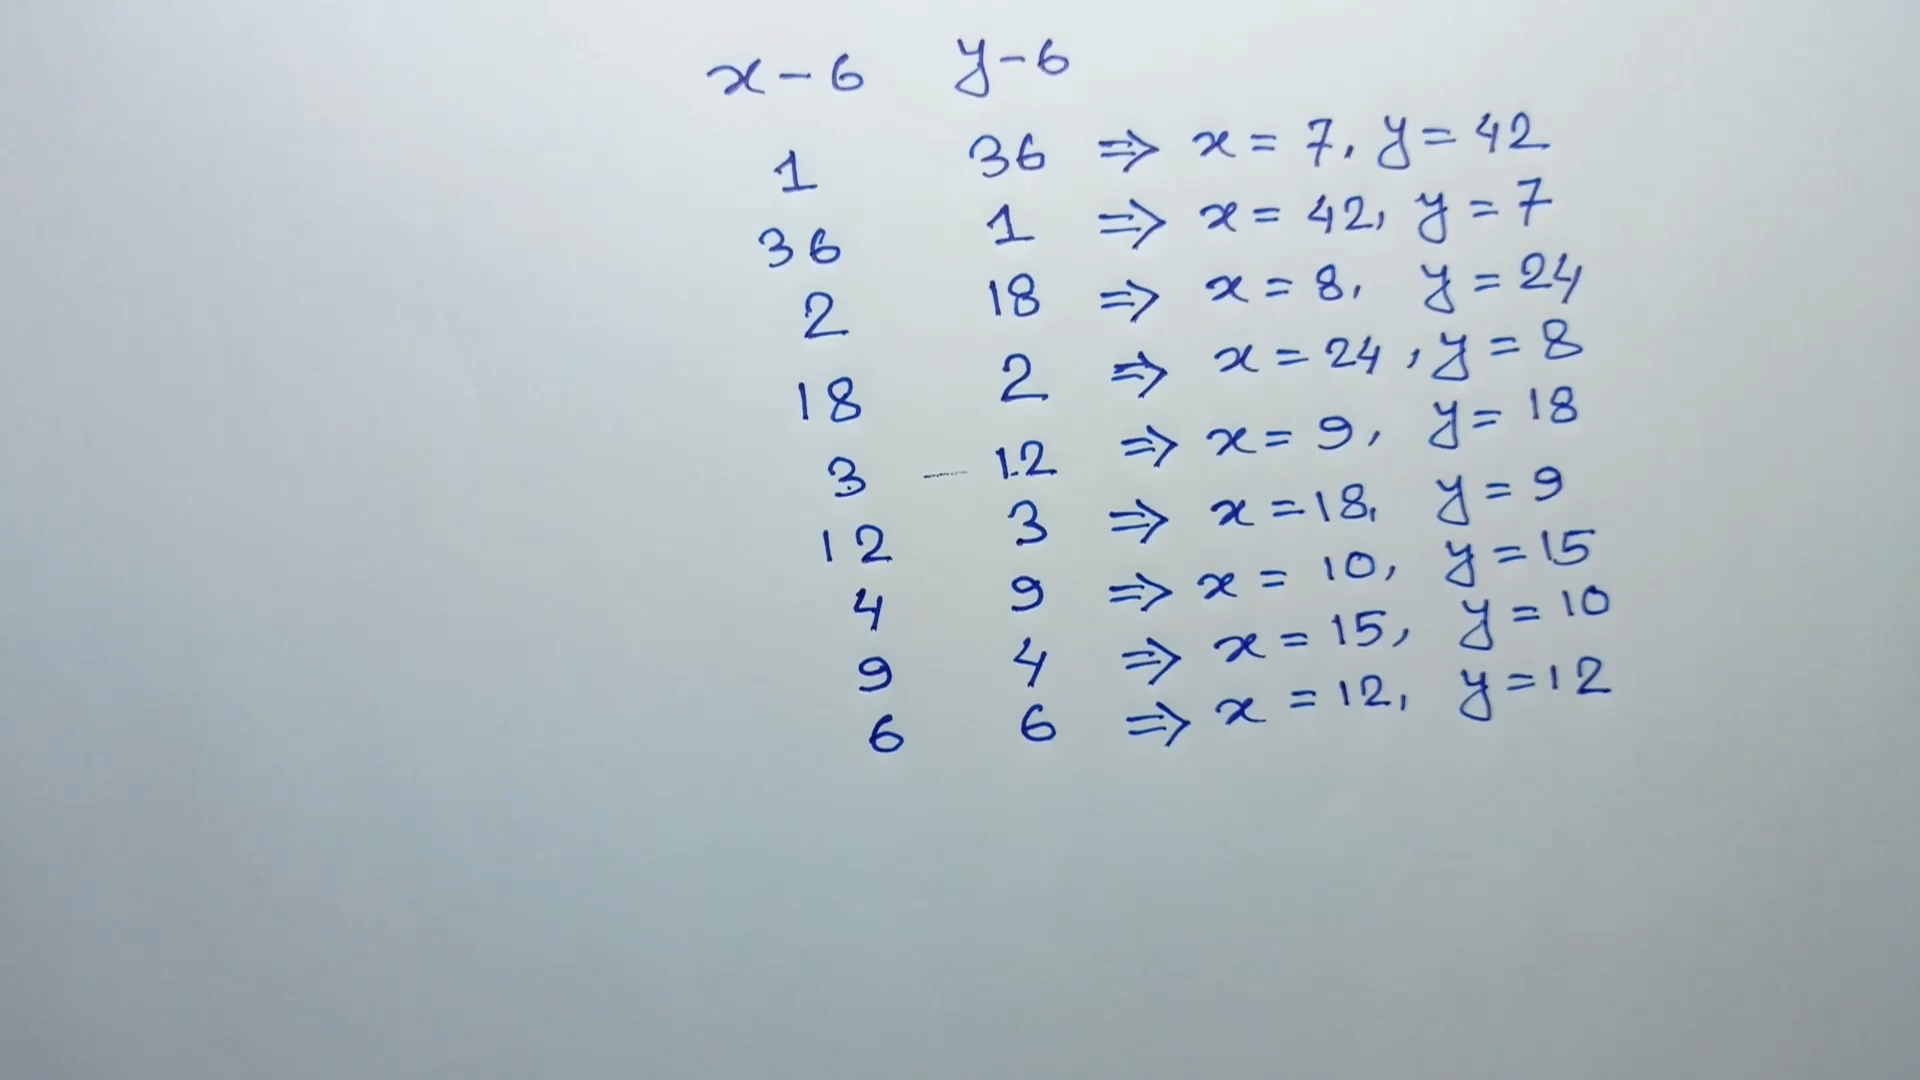 x-6 y-6
1 36 ⇒ x = 7, y = 42
36 1 ⇒ x = 42, y = 7
2 18 ⇒ x = 8, y = 24
18 2 ⇒ x = 24, y = 8
3 12 ⇒ x = 9, y = 18
12 3 ⇒ x = 18, y = 9
4 9 ⇒ x = 10, y = 15
9 4 ⇒ x = 15, y = 10
6 6 ⇒ x = 12, y = 12